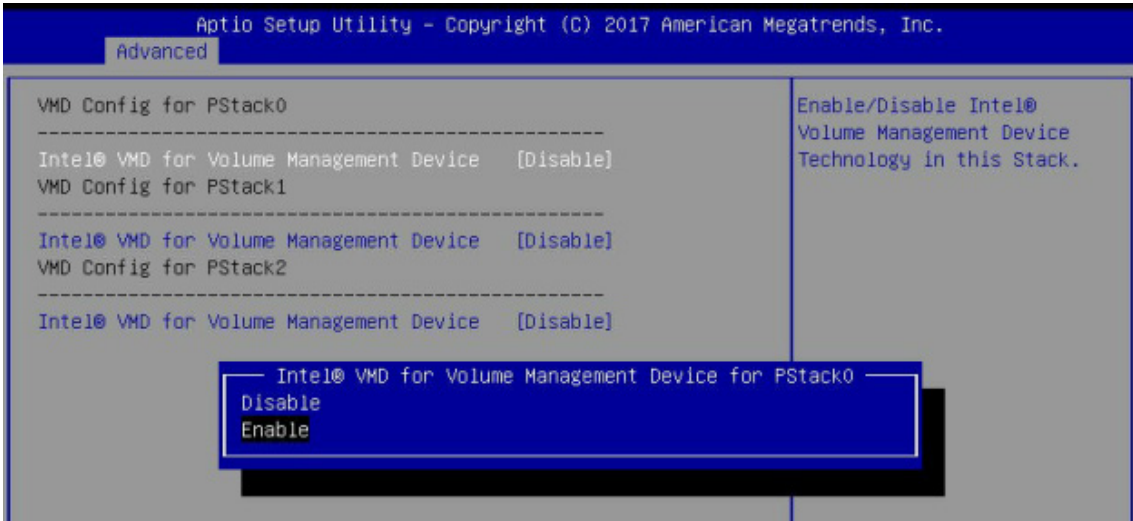 Aptio Setup Utility – Copyright (C) 2017 American Megatrends, Inc.
Advanced
VMD Config for PStack0
------------------------------------------------------
Intel® VMD for Volume Management Device [Disable]
VMD Config for PStack1
------------------------------------------------------
Intel® VMD for Volume Management Device [Disable]
VMD Config for PStack2
------------------------------------------------------
Intel® VMD for Volume Management Device [Disable]
Enable/Disable Intel®
Volume Management Device
Technology in this Stack.
Intel® VMD for Volume Management Device for PStack0
Disable
Enable